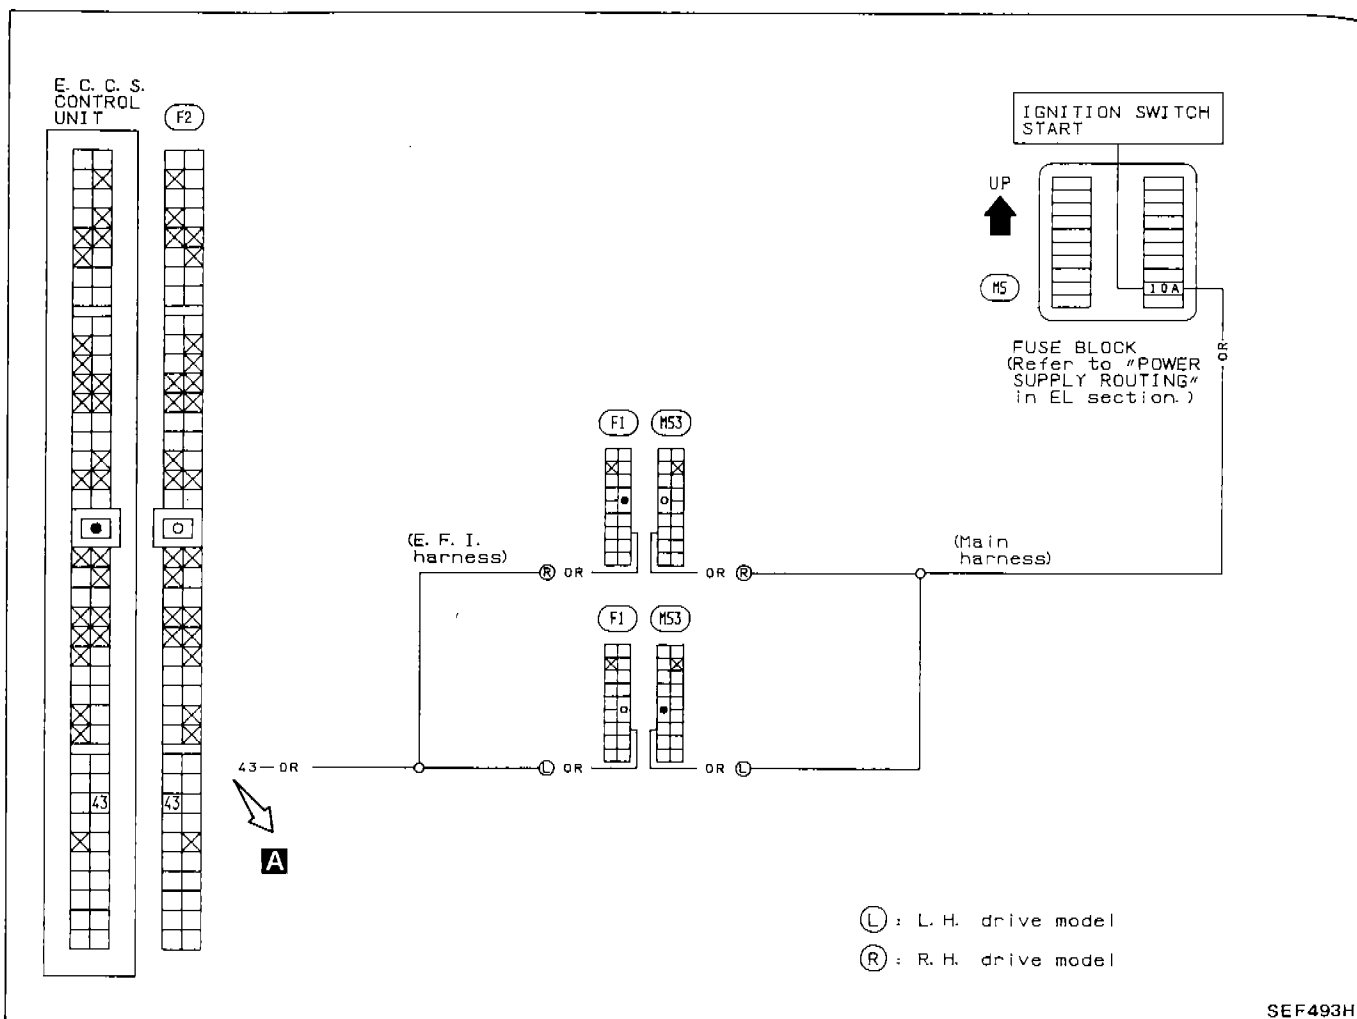 E. C. C. S.
CONTROL
UNIT
F2
IGNITION SWITCH
START
UP
M5
10A
OR
FUSE BLOCK
(Refer to "POWER
SUPPLY ROUTING"
in EL section.)
F1 M53
(E. F. I.
harness)
(Main
harness)
R OR OR R
F1 M53
43 — OR L OR OR L
43 43
A
L : L. H. drive model
R : R. H. drive model
SEF493H